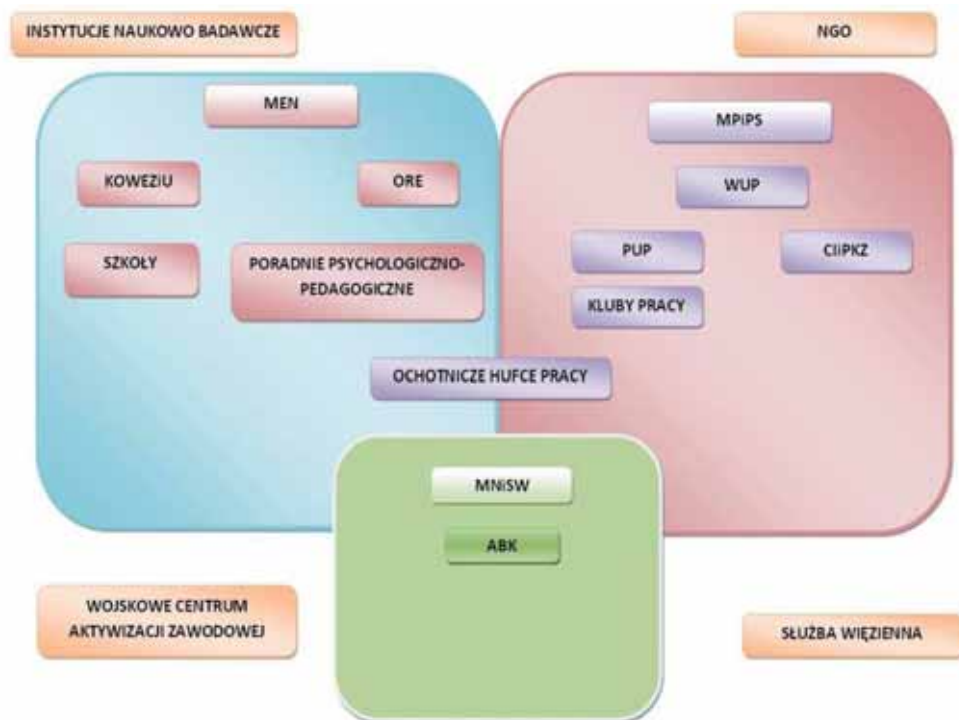 INSTYTUCJE NAUKOWO BADAWCZE
NGO
MEN
MPiPS
KOWEZiU
ORE
WUP
SZKOŁY
PORADNIE PSYCHOLOGICZNO-
PEDAGOGICZNE
PUP
CIiPKZ
KLUBY PRACY
OCHOTNICZE HUFCE PRACY
MNiSW
ABK
WOJSKOWE CENTRUM
AKTYWIZACJI ZAWODOWEJ
SŁUŻBA WIĘZIENNA